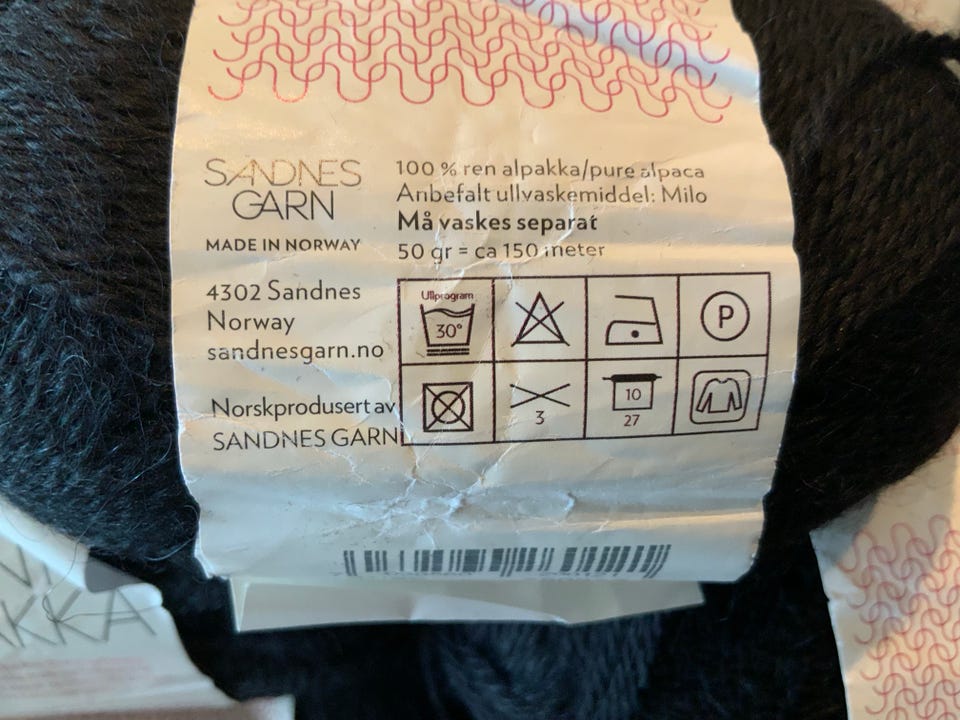 SANDNES
GARN
MADE IN NORWAY
4302 Sandnes
Norway
sandnesgarn.no
Norskprodusert av
SANDNES GARN
100 % ren alpakka/pure alpaca
Anbefalt ullvaskemiddel: Milo
Må vaskes separat
50 gr = ca 150 meter
Ullprogram
30°
P
3
10
27
KKA